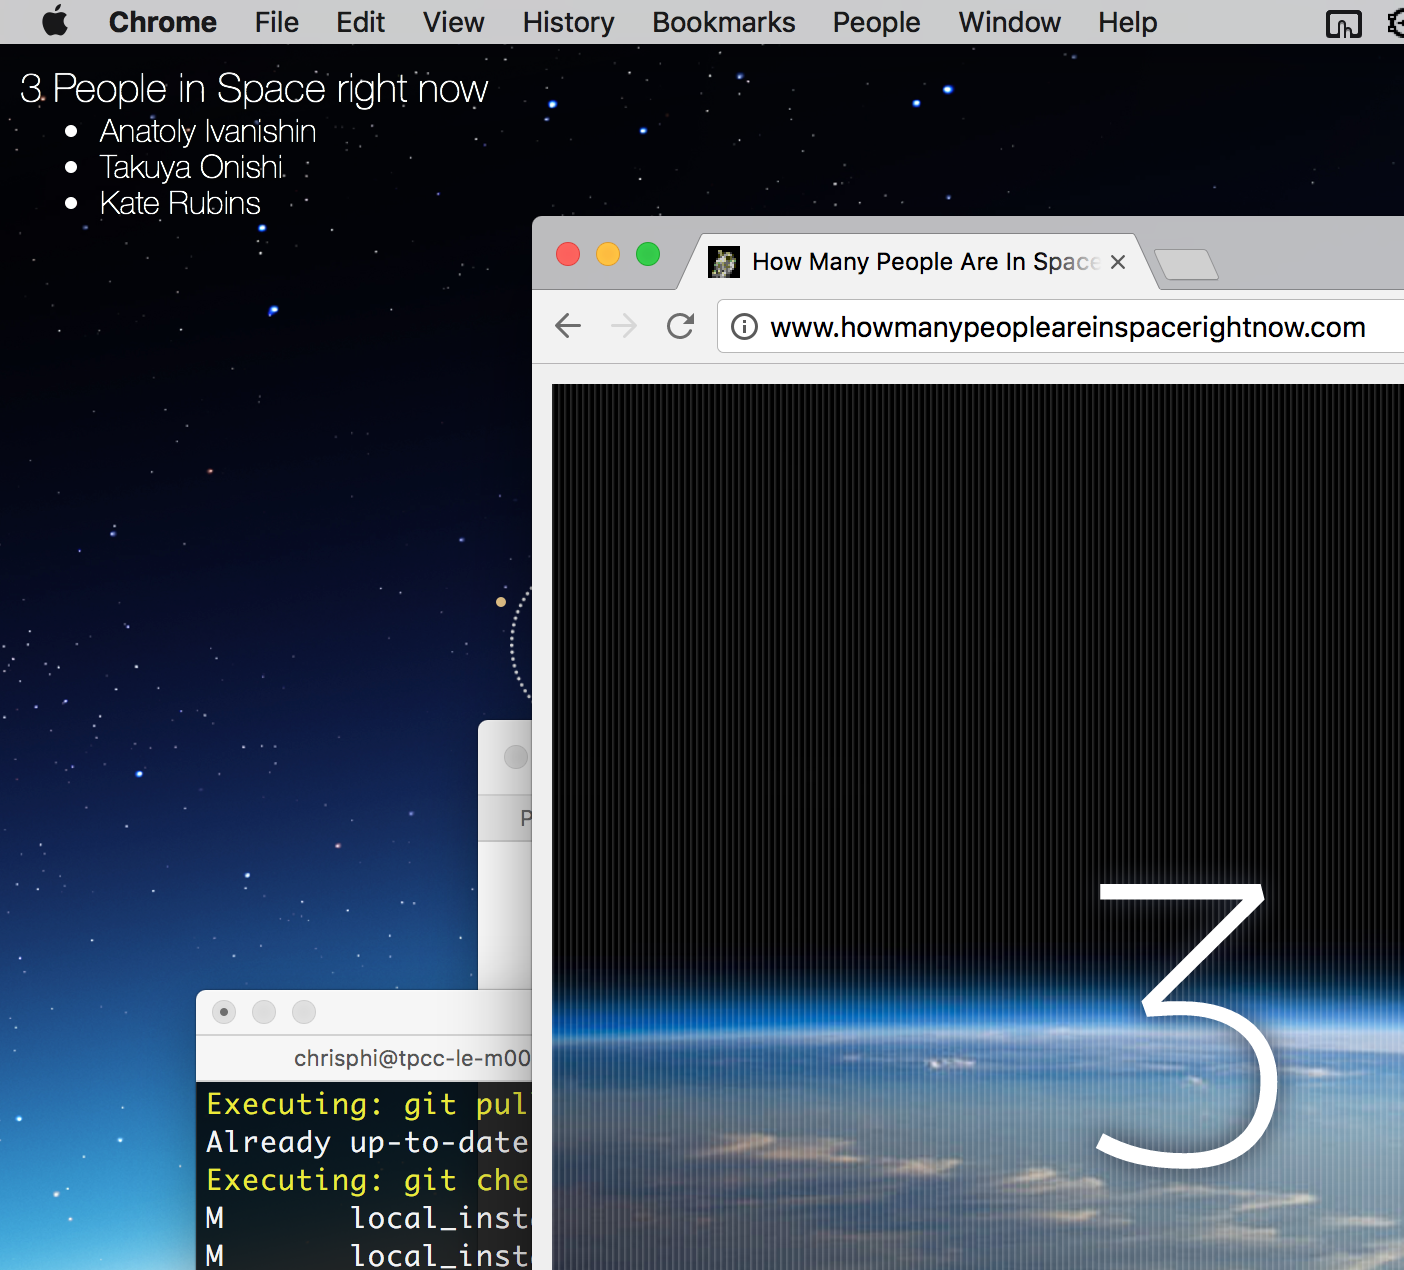 Chrome File Edit View History Bookmarks People Window Help
3 People in Space right now
• Anatoly Ivanishin
• Takuya Onishi
• Kate Rubins
How Many People Are In Space
www.howmanypeopleareinspacerightnow.com
3
P
chrisphi@tpcc-le-m00
Executing: git pul
Already up-to-date
Executing: git che
M local_inst
M local_inst